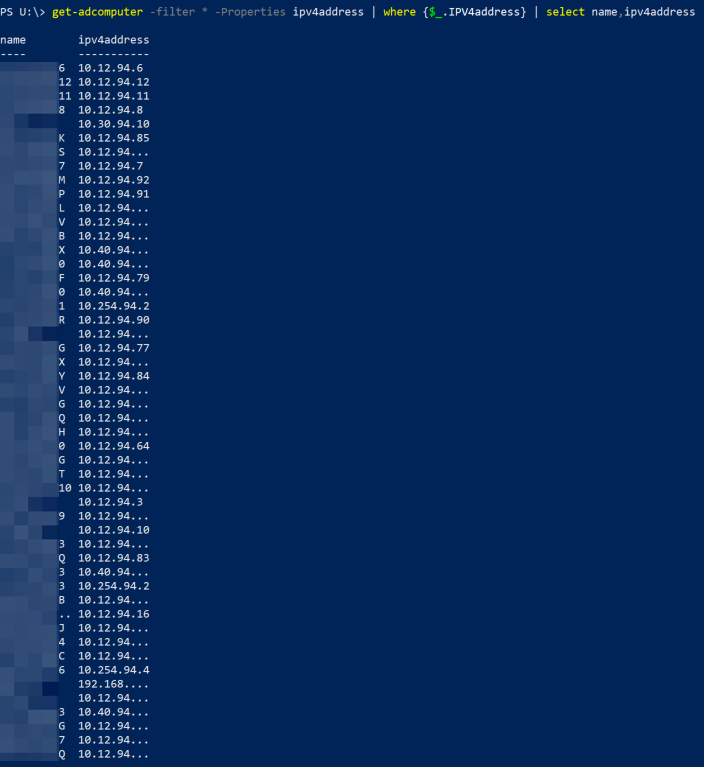 PS U:\> get-adcomputer -filter * -Properties ipv4address | where {$_.IPV4address} | select name,ipv4address
name ipv4address
---- -----------
6 10.12.94.6
12 10.12.94.12
11 10.12.94.11
8 10.12.94.8
10.30.94.10
K 10.12.94.85
S 10.12.94...
7 10.12.94.7
M 10.12.94.92
P 10.12.94.91
L 10.12.94...
V 10.12.94...
B 10.12.94...
X 10.40.94...
0 10.40.94...
F 10.12.94.79
0 10.40.94...
1 10.254.94.2
R 10.12.94.90
10.12.94...
G 10.12.94.77
X 10.12.94...
Y 10.12.94.84
V 10.12.94...
G 10.12.94...
Q 10.12.94...
H 10.12.94...
0 10.12.94.64
G 10.12.94...
T 10.12.94...
10 10.12.94...
10.12.94.3
9 10.12.94...
10.12.94.10
3 10.12.94...
Q 10.12.94.83
3 10.40.94...
3 10.254.94.2
B 10.12.94...
.. 10.12.94.16
J 10.12.94...
4 10.12.94...
C 10.12.94...
6 10.254.94.4
192.168....
10.12.94...
3 10.40.94...
G 10.12.94...
7 10.12.94...
Q 10.12.94...